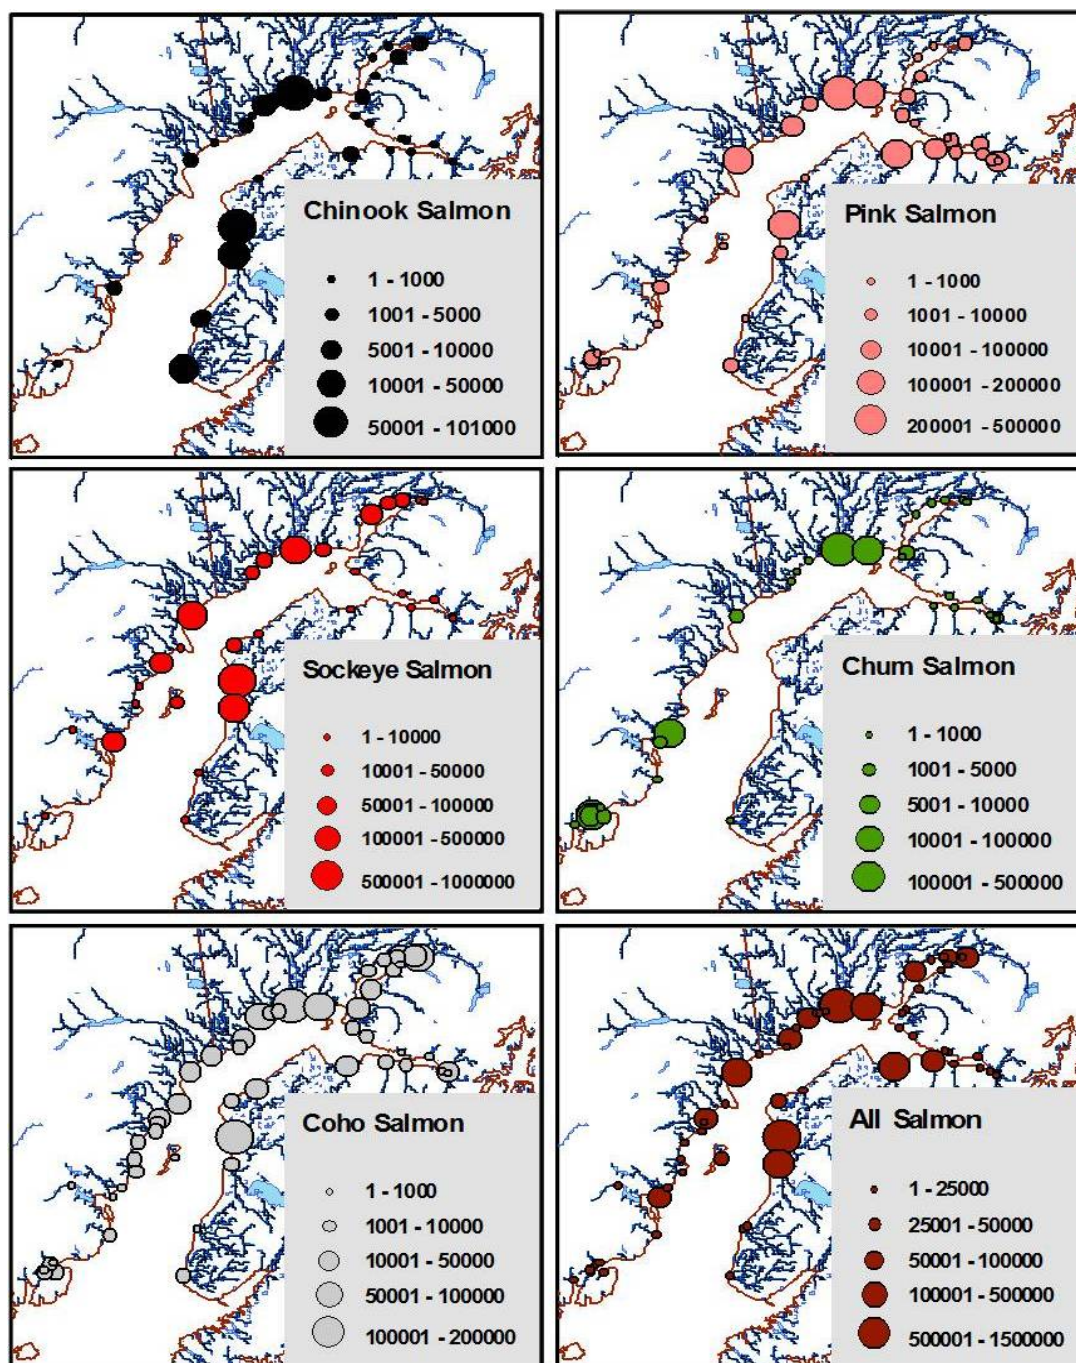 Chinook Salmon
1 - 1000
1001 - 5000
5001 - 10000
10001 - 50000
50001 - 101000
Pink Salmon
1 - 1000
1001 - 10000
10001 - 100000
100001 - 200000
200001 - 500000
Sockeye Salmon
1 - 10000
10001 - 50000
50001 - 100000
100001 - 500000
500001 - 1000000
Chum Salmon
1 - 1000
1001 - 5000
5001 - 10000
10001 - 100000
100001 - 500000
Coho Salmon
1 - 1000
1001 - 10000
10001 - 50000
50001 - 100000
100001 - 200000
All Salmon
1 - 25000
25001 - 50000
50001 - 100000
100001 - 500000
500001 - 1500000